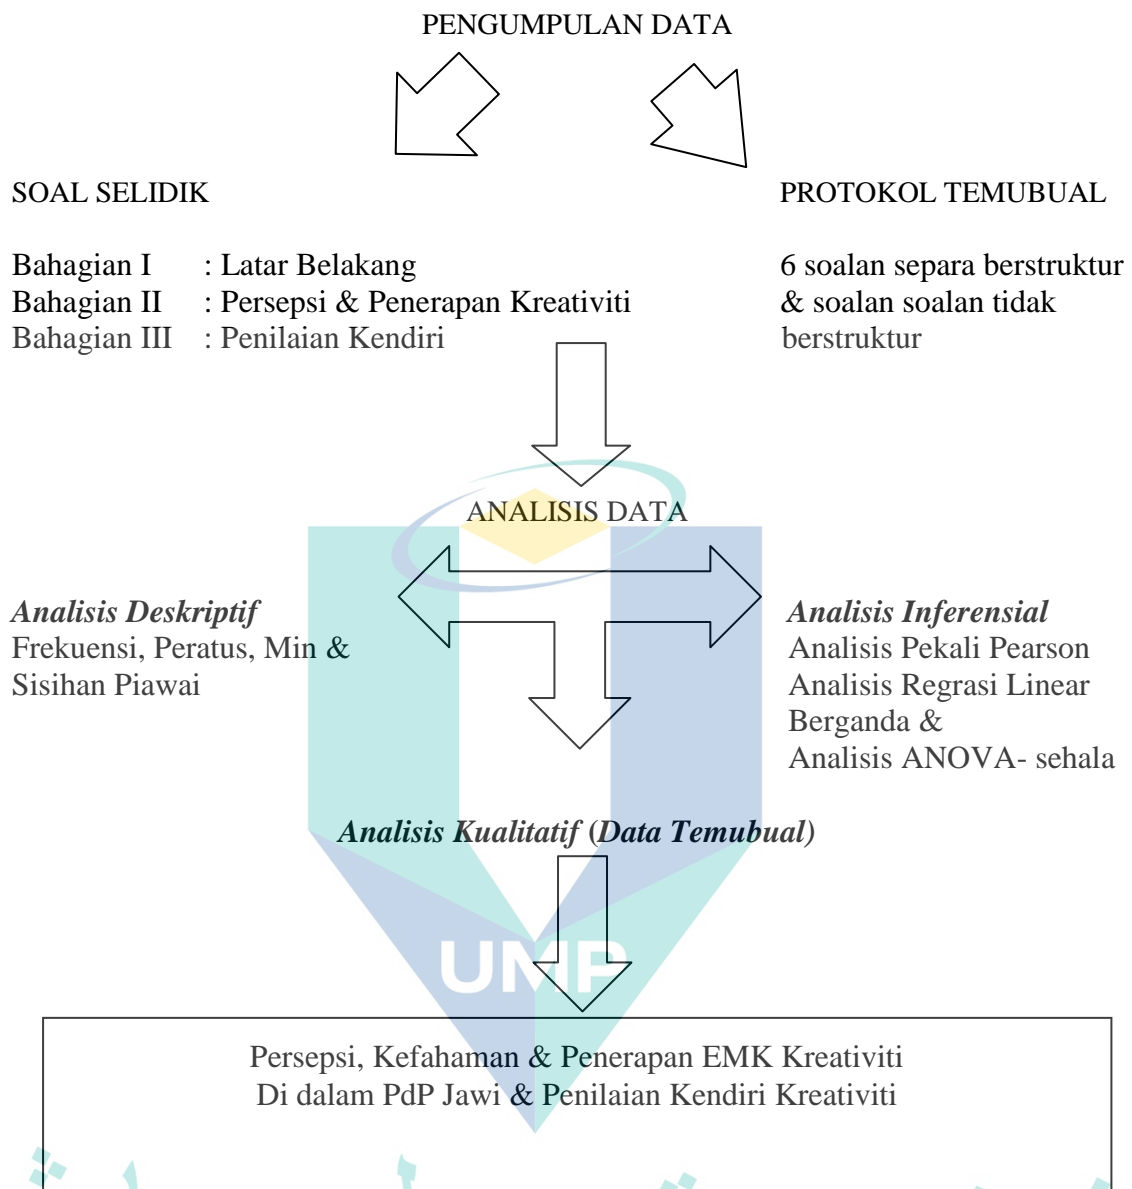 PENGUMPULAN DATA
SOAL SELIDIK
Bahagian I : Latar Belakang
Bahagian II : Persepsi & Penerapan Kreativiti
Bahagian III : Penilaian Kendiri
PROTOKOL TEMUBUAL
6 soalan separa berstruktur
& soalan soalan tidak
berstruktur
ANALISIS DATA
Analisis Deskriptif
Frekuensi, Peratus, Min &
Sisihan Piawai
Analisis Inferensial
Analisis Pekali Pearson
Analisis Regrasi Linear
Berganda &
Analisis ANOVA- sehala
Analisis Kualitatif (Data Temubual)
UMP
Persepsi, Kefahaman & Penerapan EMK Kreativiti
Di dalam PdP Jawi & Penilaian Kendiri Kreativiti